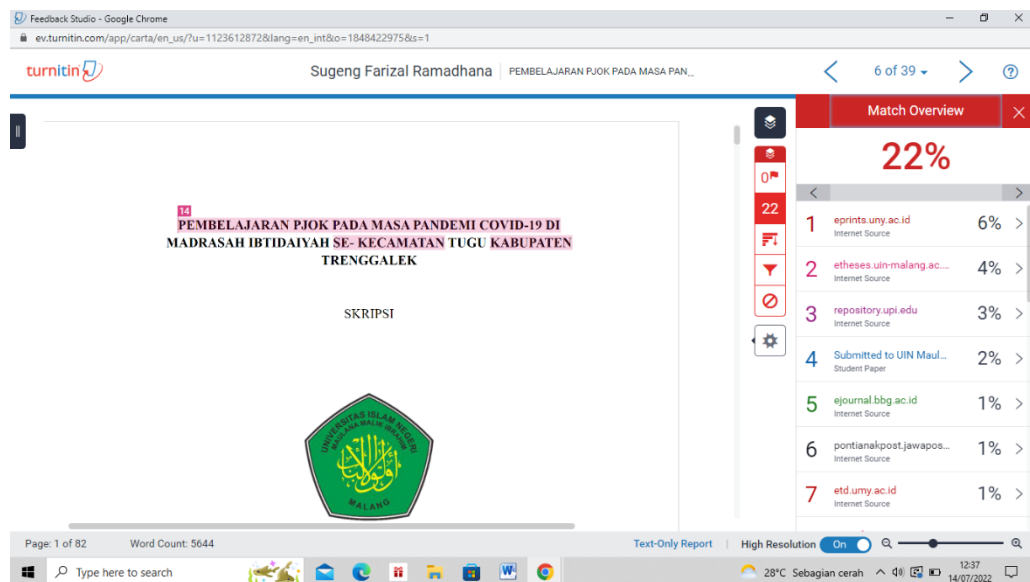 Feedback Studio - Google Chrome
ev.turnitin.com/app/carta/en_us/?u=1123612872&lang=en_int&o=1848422975&s=1
turnitin
Sugeng Farizal Ramadhana
PEMBELAJARAN PJOK PADA MASA PAN...
6 of 39
Match Overview
22%
0
22
14
PEMBELAJARAN PJOK PADA MASA PANDEMI COVID-19 DI
MADRASAH IBTIDAIYAH SE- KECAMATAN TUGU KABUPATEN
TRENGGALEK
SKRIPSI
UNIVERSITAS ISLAM NEGERI
MAULANA MALIK IBRAHIM
MALANG
1 eprints.uny.ac.id 6%
Internet Source
2 etheses.uin-malang.ac.... 4%
Internet Source
3 repository.upi.edu 3%
Internet Source
4 Submitted to UIN Maul... 2%
Student Paper
5 ejournal.bbg.ac.id 1%
Internet Source
6 pontianakpost.jawapos... 1%
Internet Source
7 etd.umy.ac.id 1%
Internet Source
Page: 1 of 82 Word Count: 5644 Text-Only Report High Resolution On
Type here to search
28°C Sebagian cerah
12:37
14/07/2022